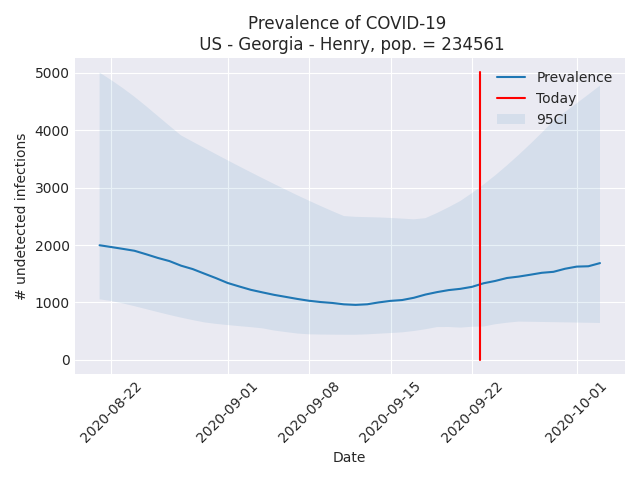 Prevalence of COVID-19
US - Georgia - Henry, pop. = 234561
5000
4000
3000
2000
1000
0
# undetected infections
Prevalence
Today
95CI
2020-08-22
2020-09-01
2020-09-08
2020-09-15
2020-09-22
2020-10-01
Date